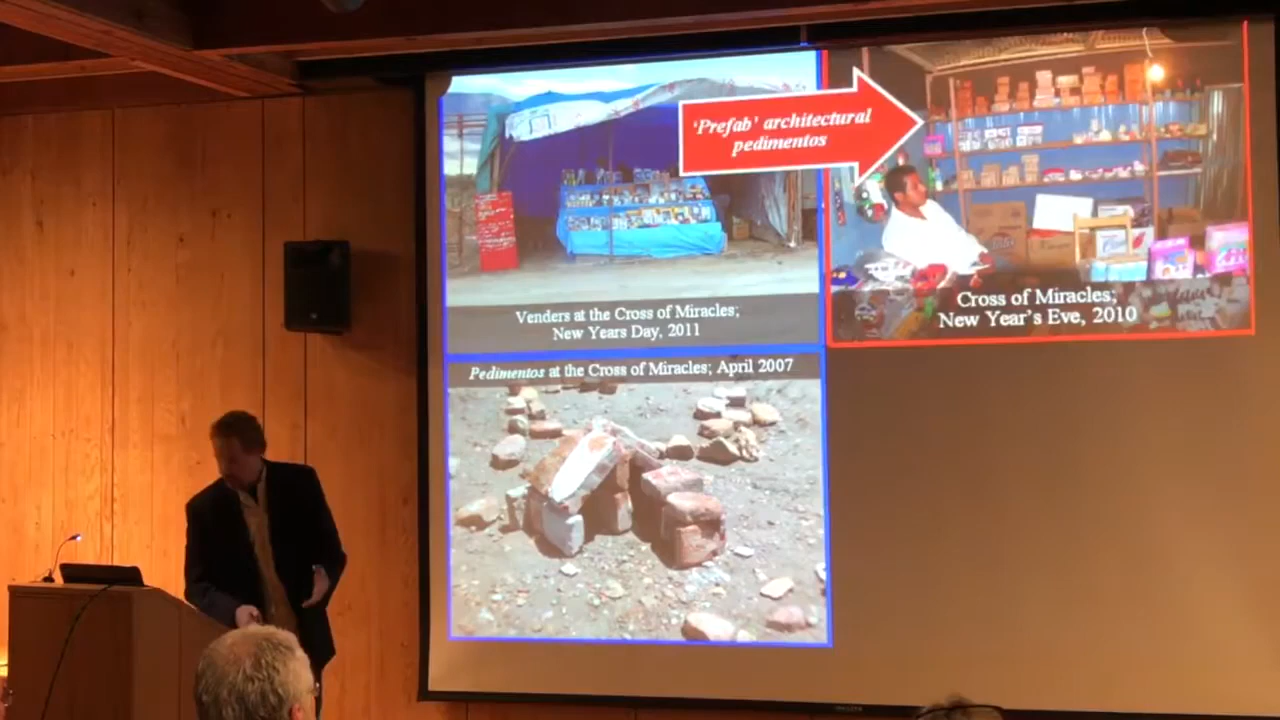 ‘Prefab’ architectural
pedimentos
Venders at the Cross of Miracles;
New Years Day, 2011
Cross of Miracles;
New Year’s Eve, 2010
Pedimentos at the Cross of Miracles; April 2007